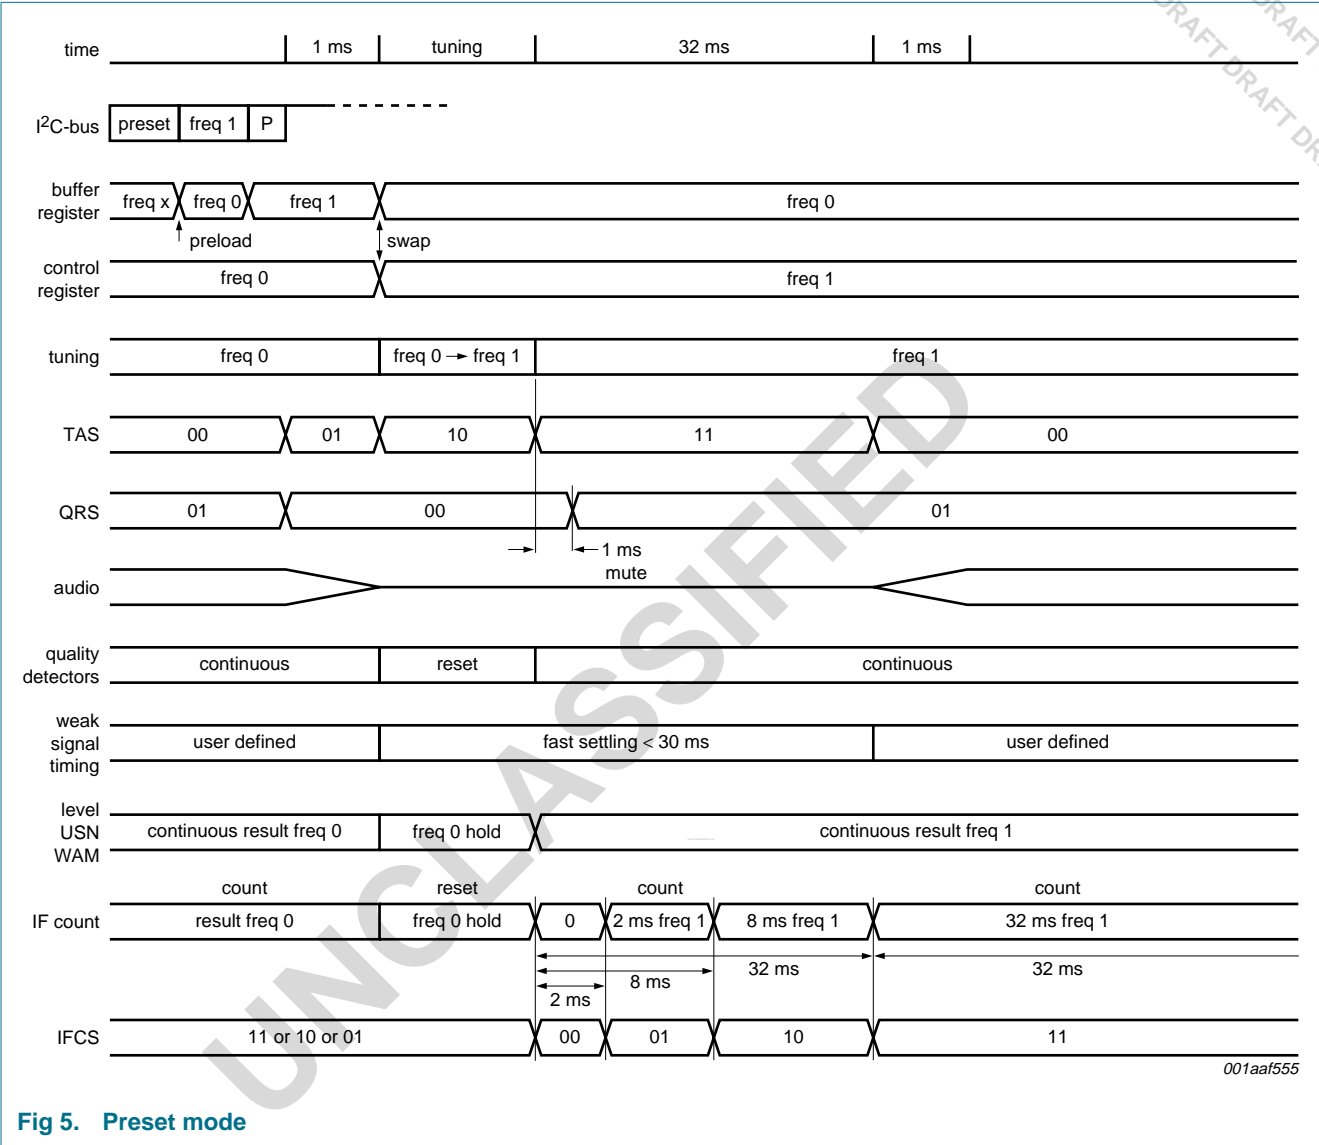 time 1 ms tuning 32 ms 1 ms
I2C-bus preset freq 1 P
buffer
register freq x freq 0 freq 1 freq 0
preload swap
control
register freq 0 freq 1
tuning freq 0 freq 0 → freq 1 freq 1
TAS 00 01 10 11 00
QRS 01 00 01
1 ms
mute
audio
quality
detectors continuous reset continuous
weak
signal
timing user defined fast settling < 30 ms user defined
level
USN
WAM continuous result freq 0 freq 0 hold continuous result freq 1
count reset count count
IF count result freq 0 freq 0 hold 0 2 ms freq 1 8 ms freq 1 32 ms freq 1
32 ms 32 ms
8 ms
2 ms
IFCS 11 or 10 or 01 00 01 10 11
001aaf555
Fig 5. Preset mode
UNCLASSIFIED
DRAFT DRAFT
DRAFT